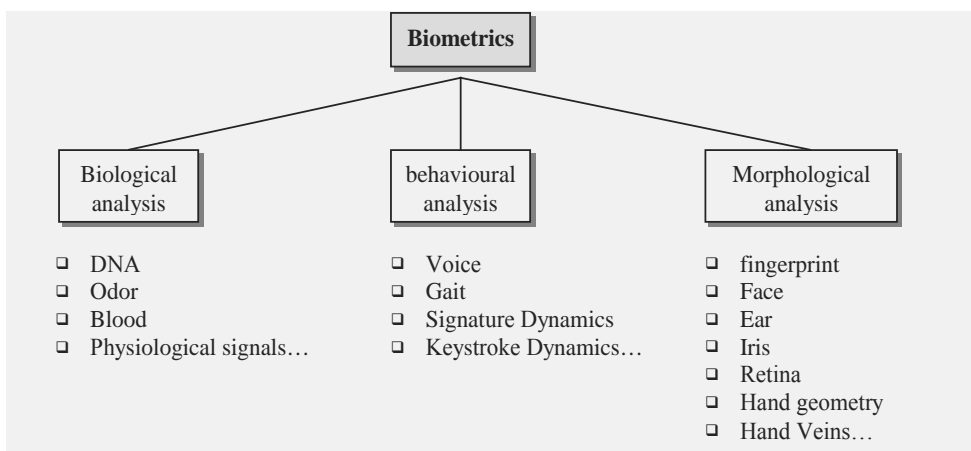 Biometrics
Biological
analysis
❑ DNA
❑ Odor
❑ Blood
❑ Physiological signals…
behavioural
analysis
❑ Voice
❑ Gait
❑ Signature Dynamics
❑ Keystroke Dynamics…
Morphological
analysis
❑ fingerprint
❑ Face
❑ Ear
❑ Iris
❑ Retina
❑ Hand geometry
❑ Hand Veins…